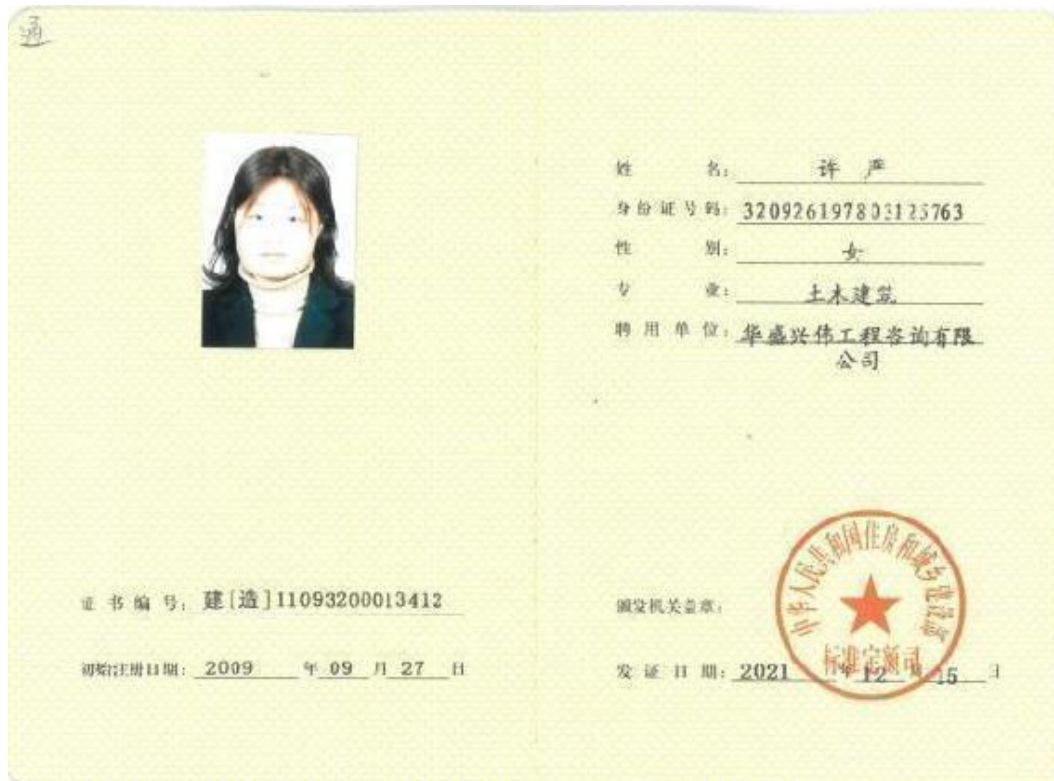 通
姓 名: 许严
身份证号码: 320926197803125763
性 别: 女
专 业: 土木建筑
聘用单位: 华盛兴伟工程咨询有限
公司
证书编号: 建[造]11093200013412
初始注册日期: 2009 年 09 月 27 日
颁发机关盖章:
中华人民共和国住房和城乡建设部
标准定额司
发证日期: 2021 年 12 月 15 日